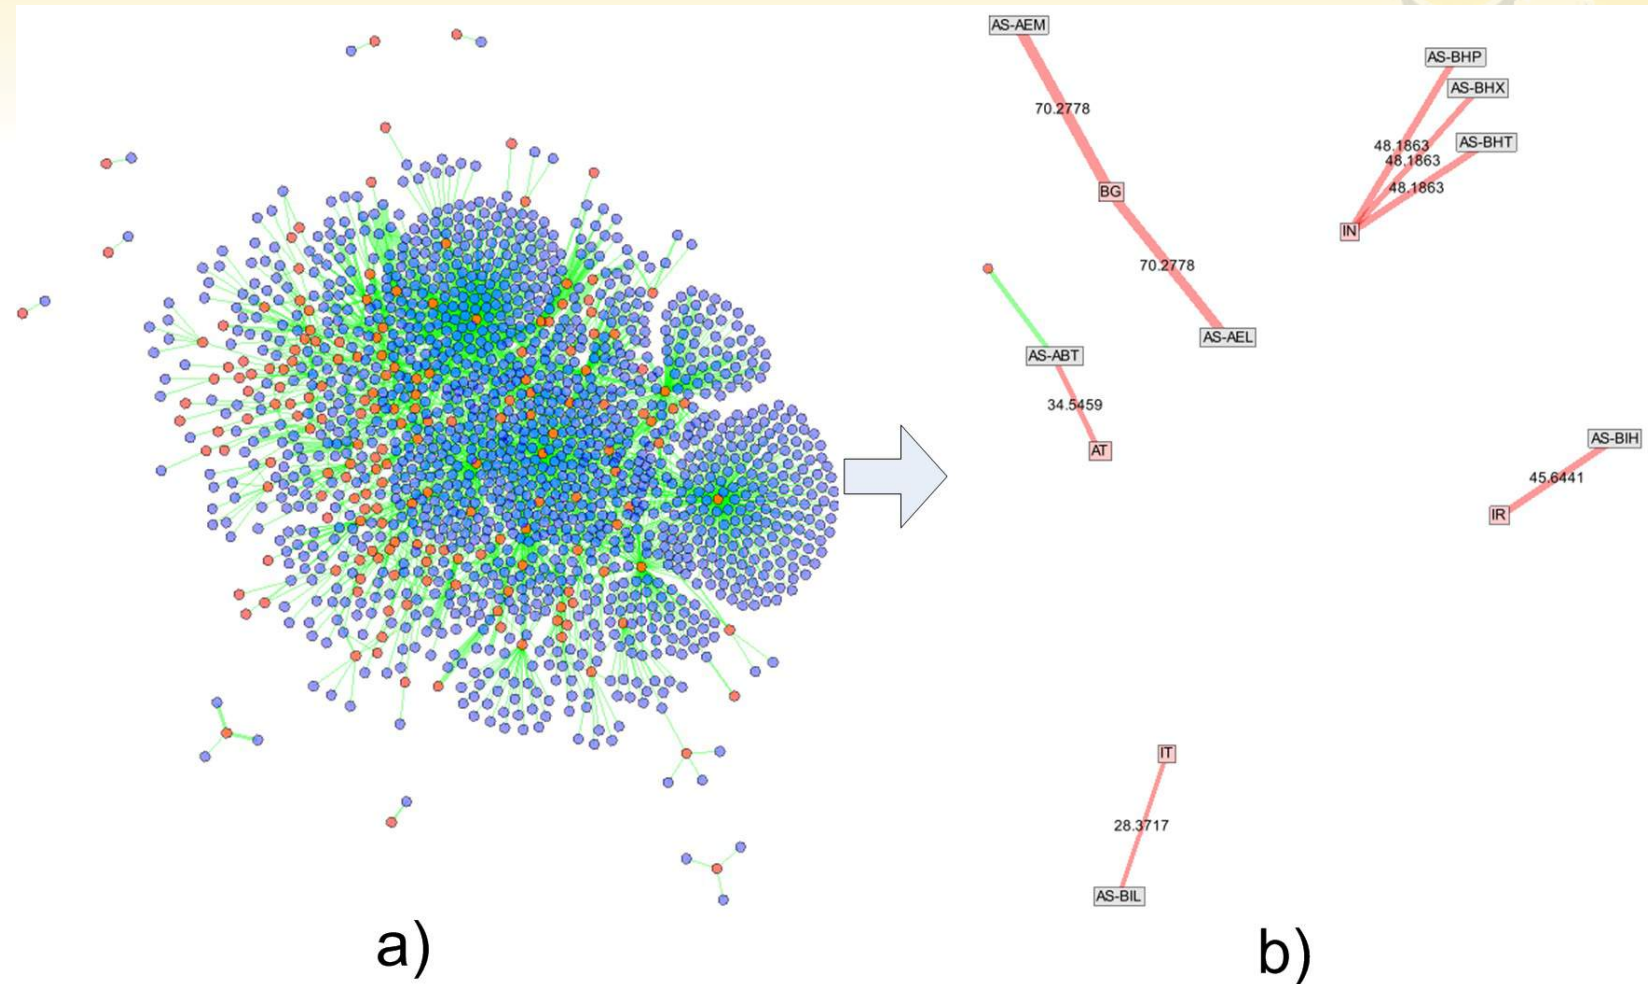 AS-AEM
70.2778
BG
70.2778
AS-AEL
AS-BHP
AS-BHX
AS-BHT
48.1863
48.1863
48.1863
IN
AS-ABT
34.5459
AT
AS-BIH
45.6441
IR
IT
28.3717
AS-BIL
a)
b)